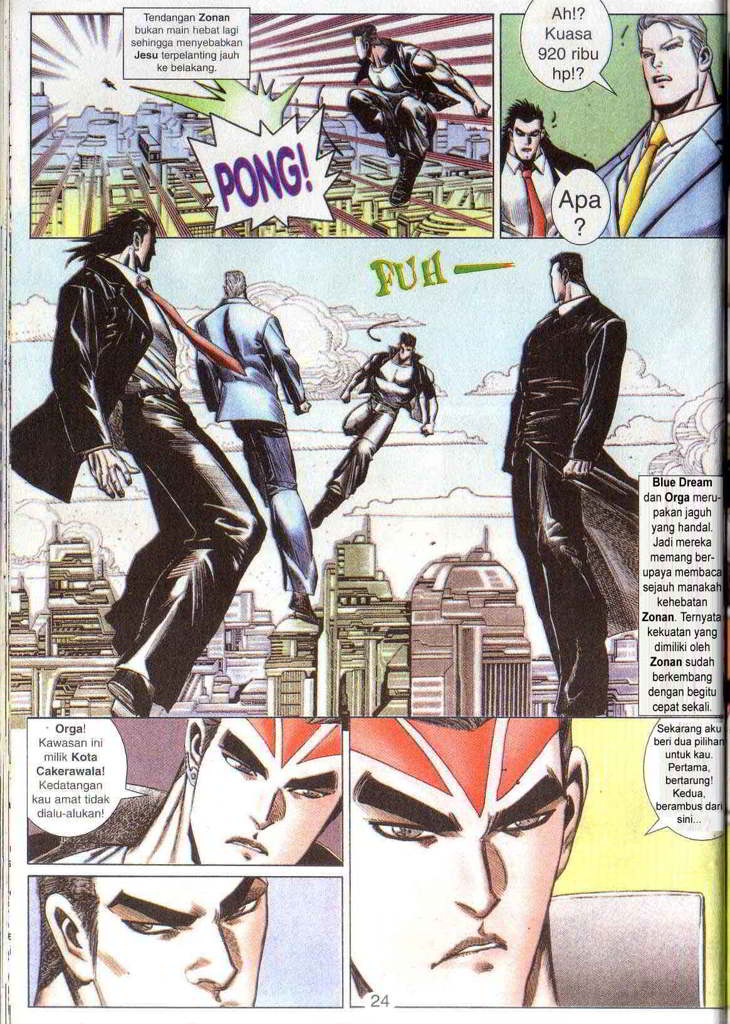 Tendangan Zonan
bukan main hebat lagi
sehingga menyebabkan
Jesu terpelanting jauh
ke belakang.
PONG!
Ah!?
Kuasa
920 ribu
hp!?
!
!
Apa
?
FUH
Blue Dream
dan Orga meru-
pakan jaguh
yang handal.
Jadi mereka
memang ber-
upaya membaca
sejauh manakah
kehebatan
Zonan. Ternyata
kekuatan yang
dimiliki oleh
Zonan sudah
berkembang
dengan begitu
cepat sekali.
Orga!
Kawasan ini
milik Kota
Cakerawala!
Kedatangan
kau amat tidak
dialu-alukan!
Sekarang aku
beri dua pilihan
untuk kau.
Pertama,
bertarung!
Kedua,
berambus dari
sini...
24